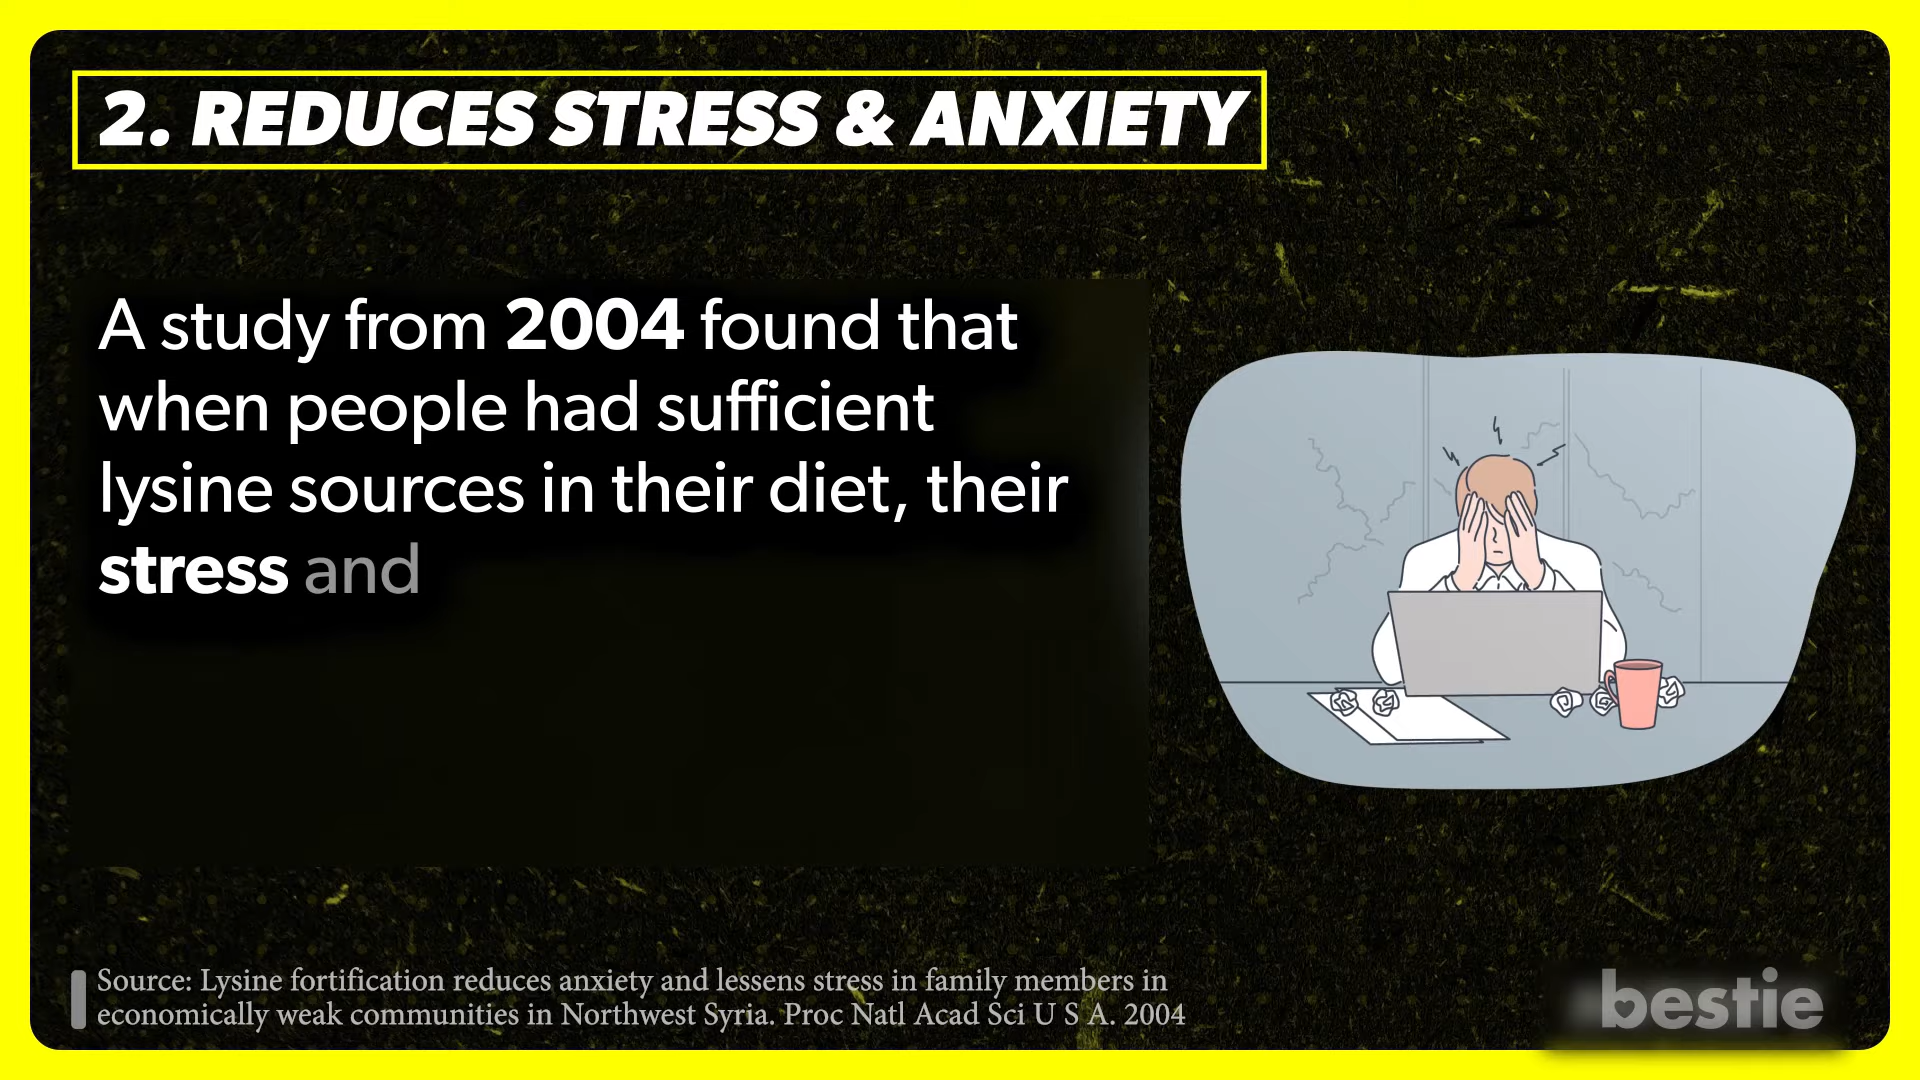 2. REDUCES STRESS & ANXIETY
A study from 2004 found that
when people had sufficient
lysine sources in their diet, their
stress and
Source: Lysine fortification reduces anxiety and lessens stress in family members in
economically weak communities in Northwest Syria. Proc Natl Acad Sci U S A. 2004
bestie